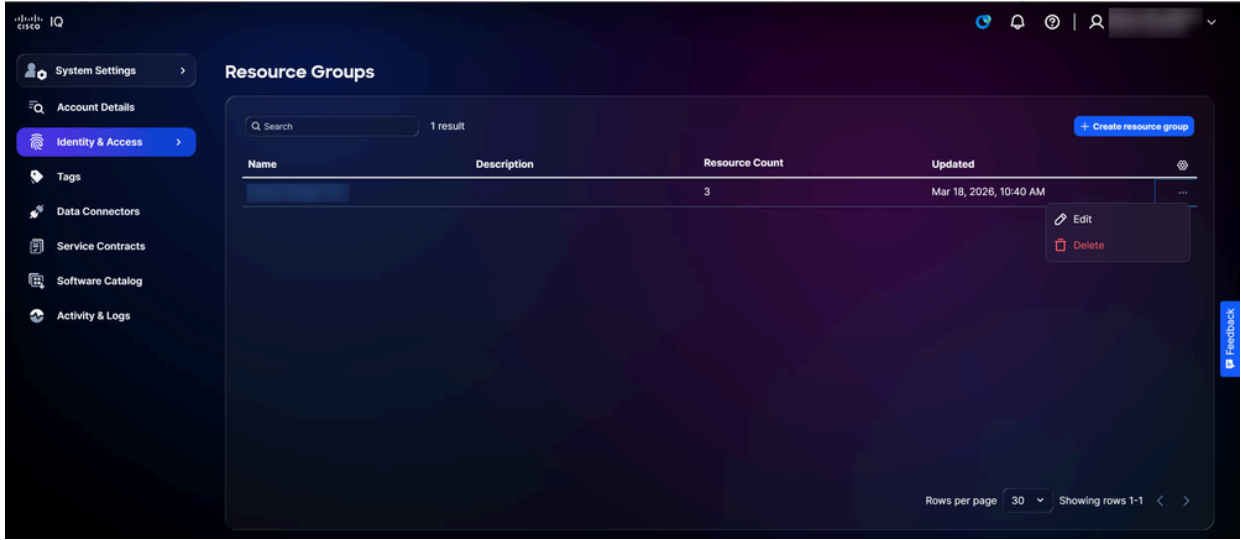 cisco IQ
System Settings
Resource Groups
Account Details
Search 1 result + Create resource group
Identity & Access
Name Description Resource Count Updated
Tags
3 Mar 18, 2026, 10:40 AM ...
Data Connectors
Edit
Service Contracts
Delete
Software Catalog
Activity & Logs
Feedback
Rows per page 30 Showing rows 1-1